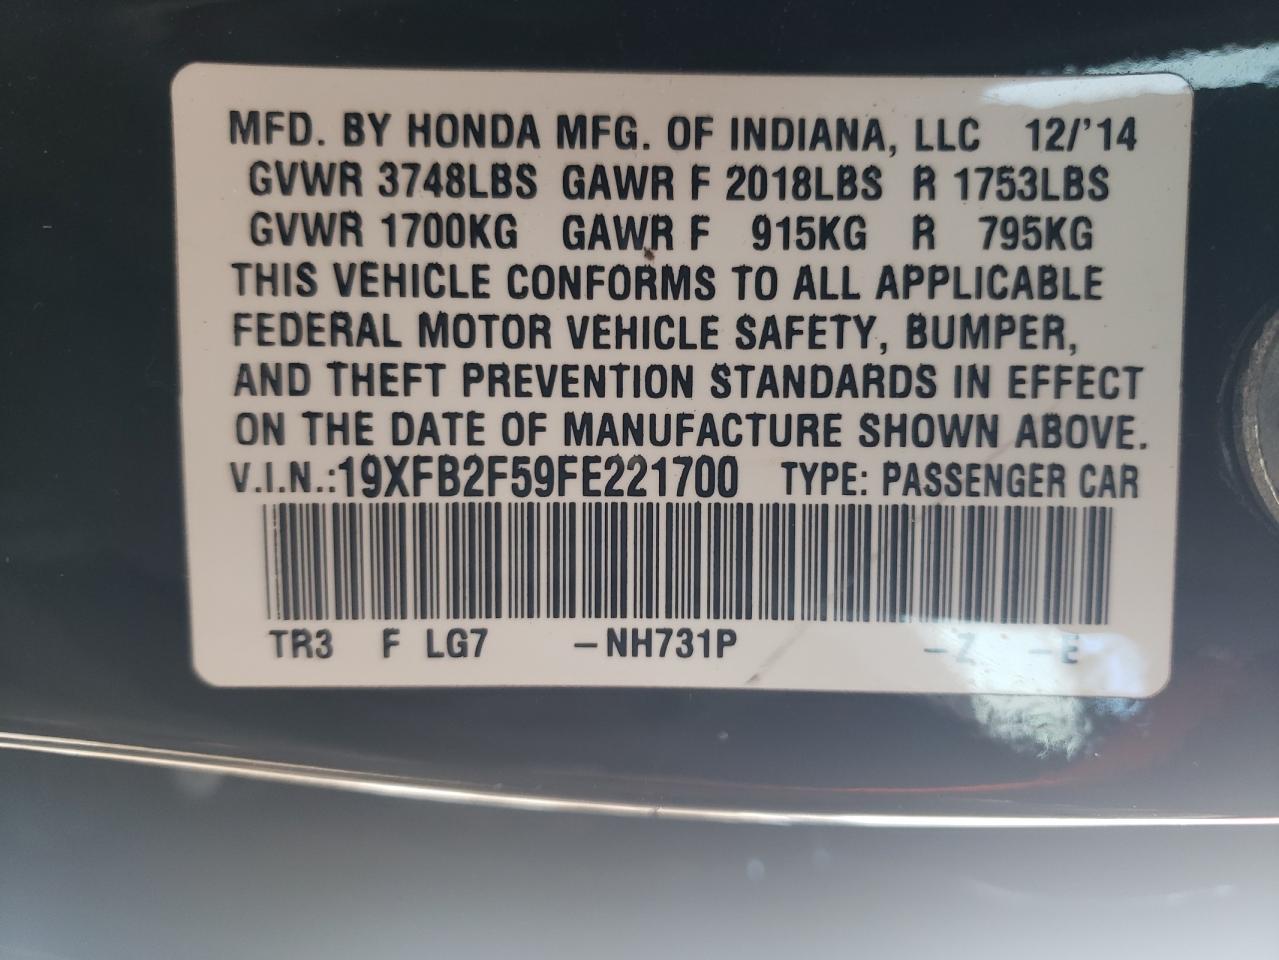 MFD. BY HONDA MFG. OF INDIANA, LLC 12/'14
GVWR 3748LBS GAWR F 2018LBS R 1753LBS
GVWR 1700KG GAWR F 915KG R 795KG
THIS VEHICLE CONFORMS TO ALL APPLICABLE
FEDERAL MOTOR VEHICLE SAFETY, BUMPER,
AND THEFT PREVENTION STANDARDS IN EFFECT
ON THE DATE OF MANUFACTURE SHOWN ABOVE.
V.I.N.:19XFB2F59FE221700 TYPE: PASSENGER CAR
TR3 F LG7 –NH731P –Z –E